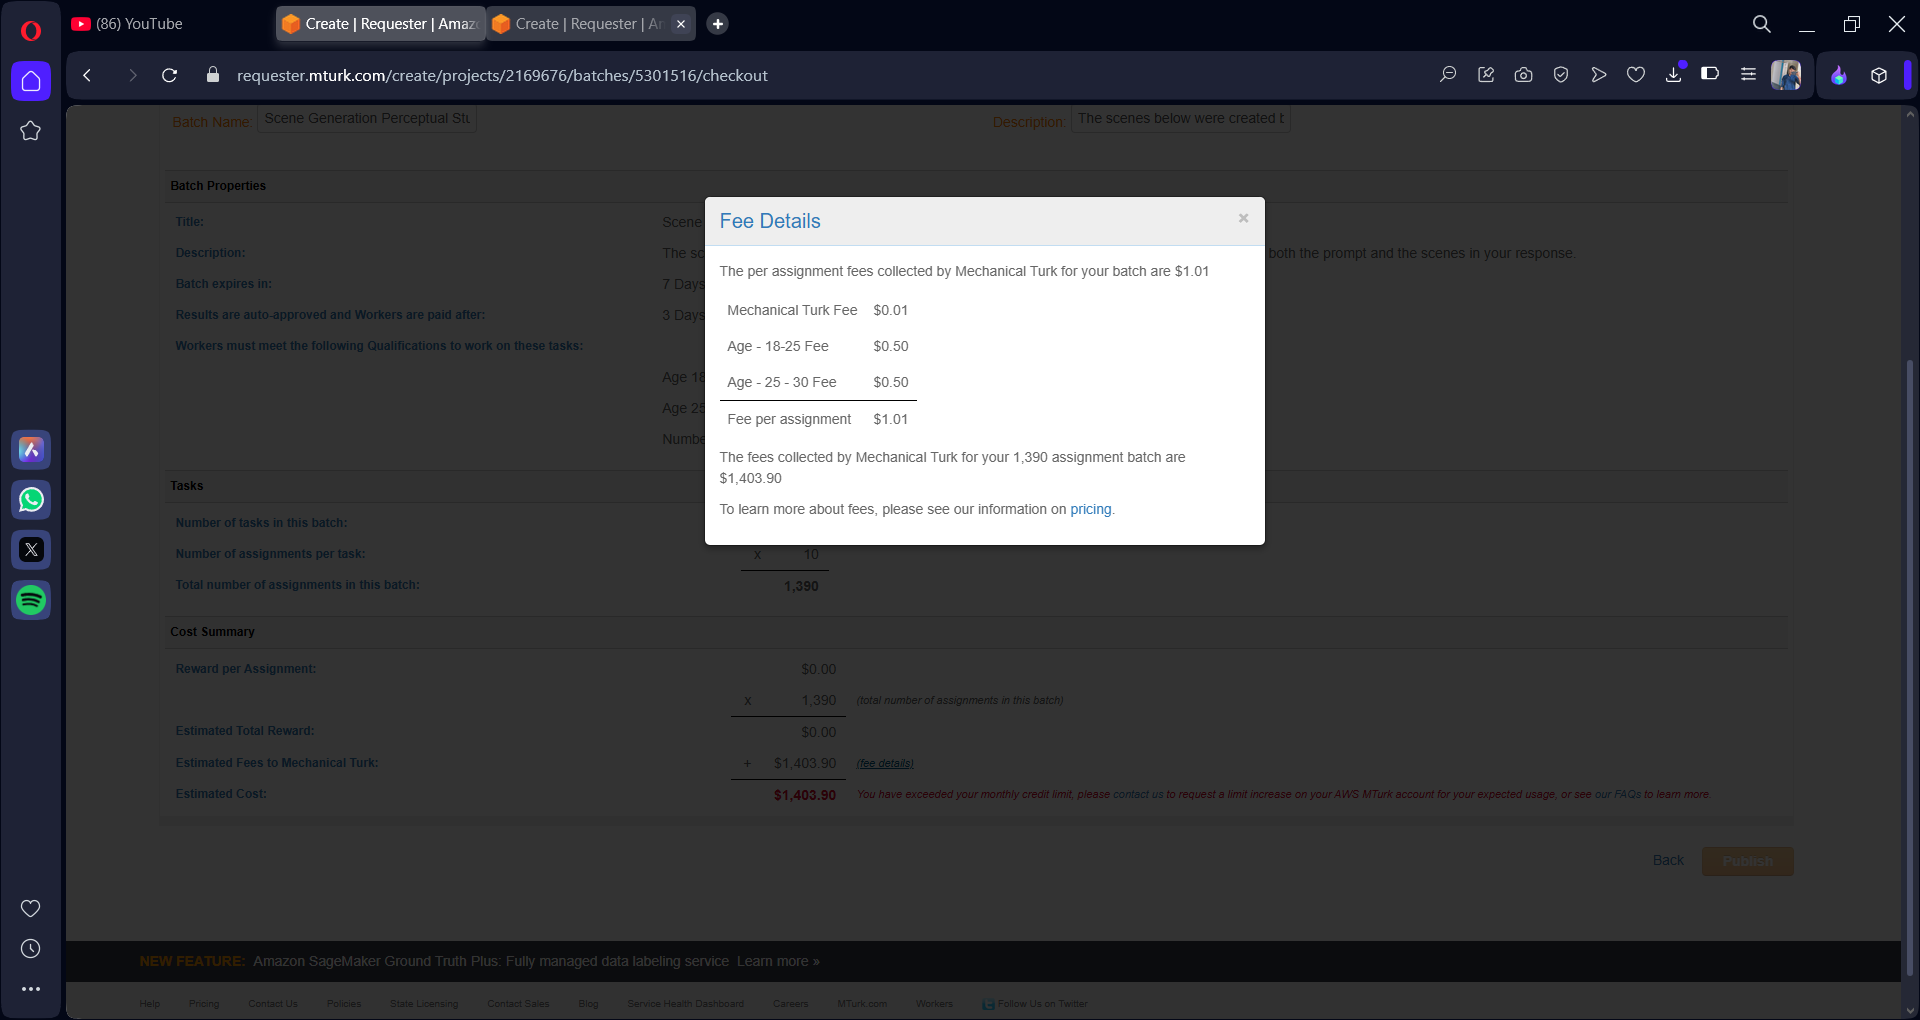 (86) YouTube
Create | Requester | Amaz
Create | Requester | Am
requester.mturk.com/create/projects/2169676/batches/5301516/checkout
Batch Name: Scene Generation Perceptual Stu
Description: The scenes below were created b
Batch Properties
Title: Scene
Description: The sc both the prompt and the scenes in your response.
Batch expires in: 7 Days
Results are auto-approved and Workers are paid after: 3 Days
Workers must meet the following Qualifications to work on these tasks:
Age 18
Age 25
Numbe
Fee Details
The per assignment fees collected by Mechanical Turk for your batch are $1.01
Mechanical Turk Fee $0.01
Age - 18-25 Fee $0.50
Age - 25 - 30 Fee $0.50
Fee per assignment $1.01
The fees collected by Mechanical Turk for your 1,390 assignment batch are
$1,403.90
To learn more about fees, please see our information on pricing.
Tasks
Number of tasks in this batch:
Number of assignments per task: x 10
Total number of assignments in this batch: 1,390
Cost Summary
Reward per Assignment: $0.00
x 1,390 (total number of assignments in this batch)
Estimated Total Reward: $0.00
Estimated Fees to Mechanical Turk: + $1,403.90 (fee details)
Estimated Cost: $1,403.90 You have exceeded your monthly credit limit, please contact us to request a limit increase on your AWS MTurk account for your expected usage, or see our FAQs to learn more.
Back Publish
NEW FEATURE: Amazon SageMaker Ground Truth Plus: Fully managed data labeling service Learn more »
Help Pricing Contact Us Policies State Licensing Contact Sales Blog Service Health Dashboard Careers MTurk.com Workers Follow Us on Twitter